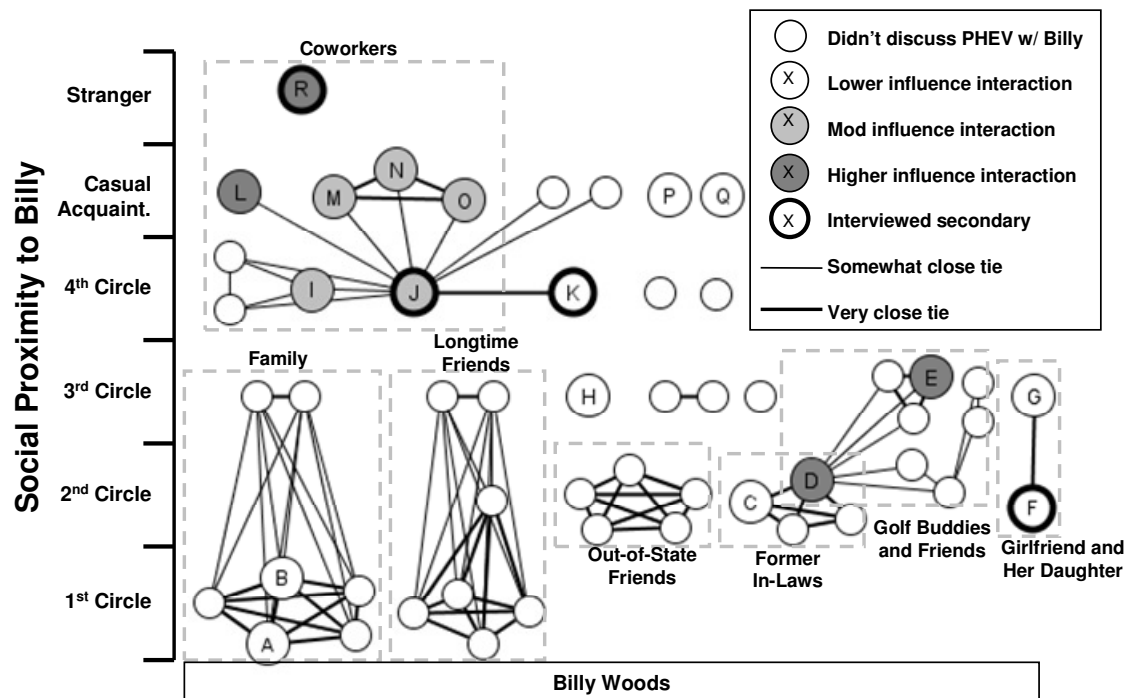 Coworkers
Didn't discuss PHEV w/ Billy
X
Lower influence interaction
X
Mod influence interaction
X
Higher influence interaction
X
Interviewed secondary
Somewhat close tie
Very close tie
Social Proximity to Billy
Stranger
R
Casual
Acquaint.
L
M
N
O
P
Q
4th Circle
I
J
K
Family
Longtime
Friends
3rd Circle
H
E
G
2nd Circle
C
D
F
Out-of-State
Friends
Former
In-Laws
Golf Buddies
and Friends
Girlfriend and
Her Daughter
1st Circle
B
A
Billy Woods